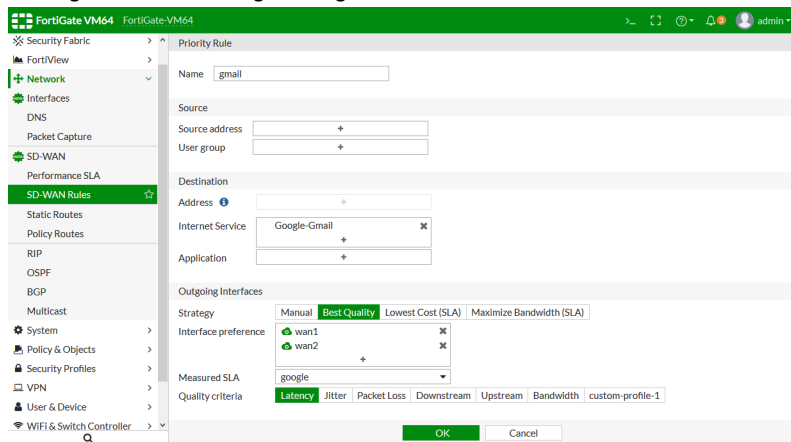 FortiGate VM64 FortiGate-VM64 >_ ? 3 admin
Security Fabric
FortiView
Network
Interfaces
DNS
Packet Capture
SD-WAN
Performance SLA
SD-WAN Rules
Static Routes
Policy Routes
RIP
OSPF
BGP
Multicast
System
Policy & Objects
Security Profiles
VPN
User & Device
WiFi & Switch Controller
Priority Rule
Name gmail
Source
Source address +
User group +
Destination
Address i +
Internet Service Google-Gmail ✖
+
Application +
Outgoing Interfaces
Strategy Manual Best Quality Lowest Cost (SLA) Maximize Bandwidth (SLA)
Interface preference wan1 ✖
wan2 ✖
+
Measured SLA google
Quality criteria Latency Jitter Packet Loss Downstream Upstream Bandwidth custom-profile-1
OK Cancel